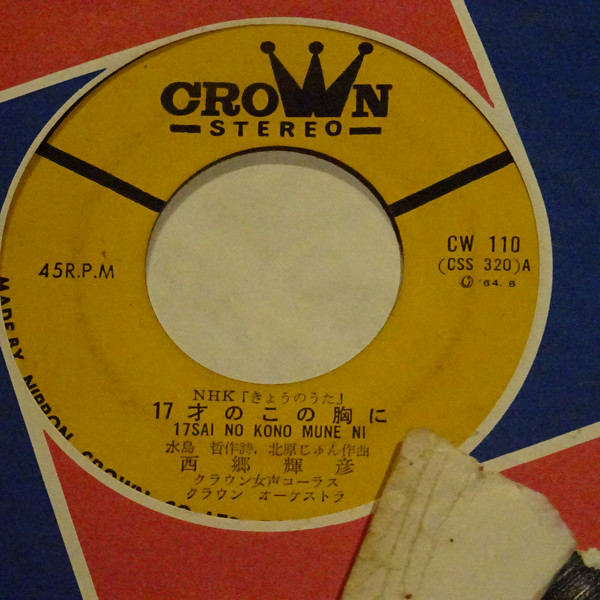 CROWN
STEREO
45R.P.M
CW 110
(CSS 320)A
Ⓟ '64. 8
NHK「きょうのうた」
17才のこの胸に
17SAI NO KONO MUNE NI
水島 哲作詩、北原じゅん作曲
西郷輝彦
クラウン女声コーラス
クラウン オーケストラ
MADE BY NIPPON CROWN CO. LTD